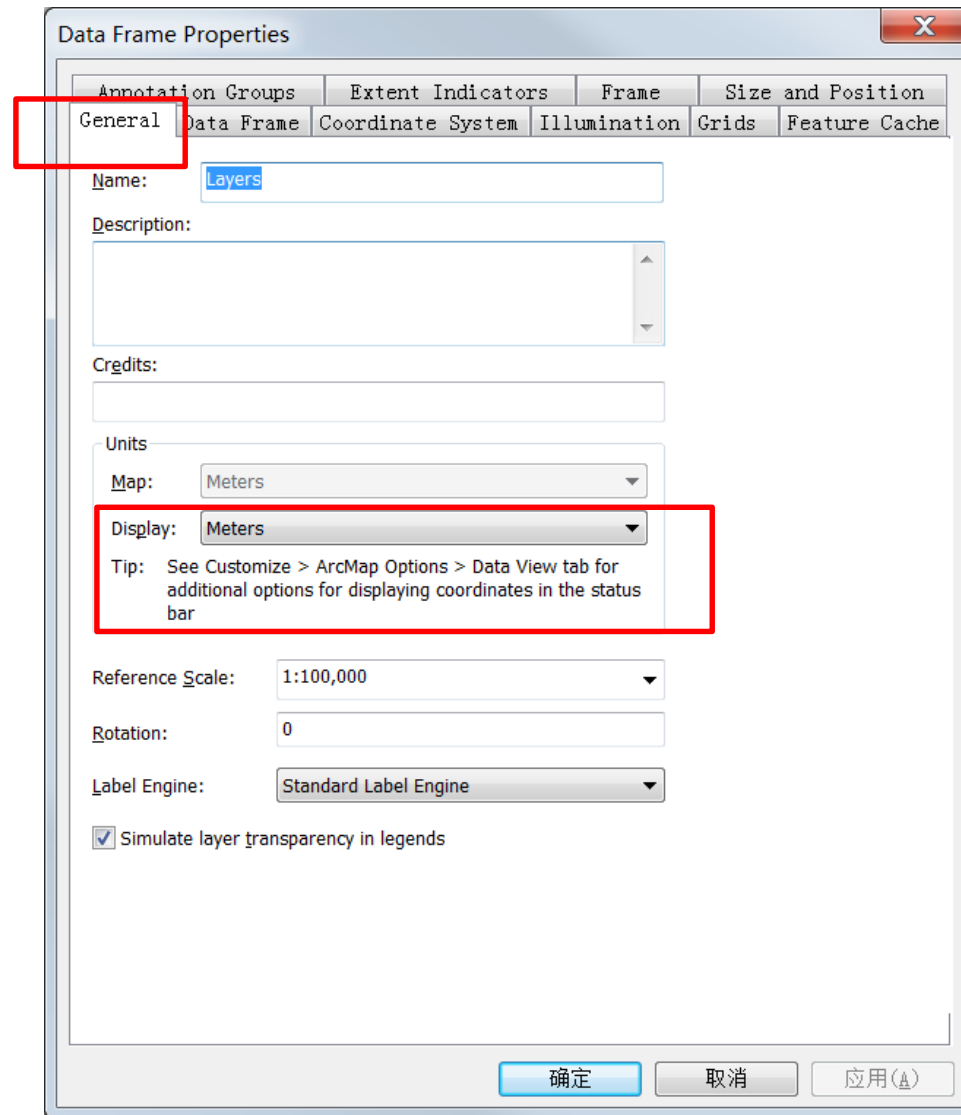 Data Frame Properties
Annotation Groups Extent Indicators Frame Size and Position
General Data Frame Coordinate System Illumination Grids Feature Cache
Name: Layers
Description:
Credits:
Units
Map: Meters
Display: Meters
Tip: See Customize > ArcMap Options > Data View tab for
additional options for displaying coordinates in the status
bar
Reference Scale: 1:100,000
Rotation: 0
Label Engine: Standard Label Engine
Simulate layer transparency in legends
确定 取消 应用(A)